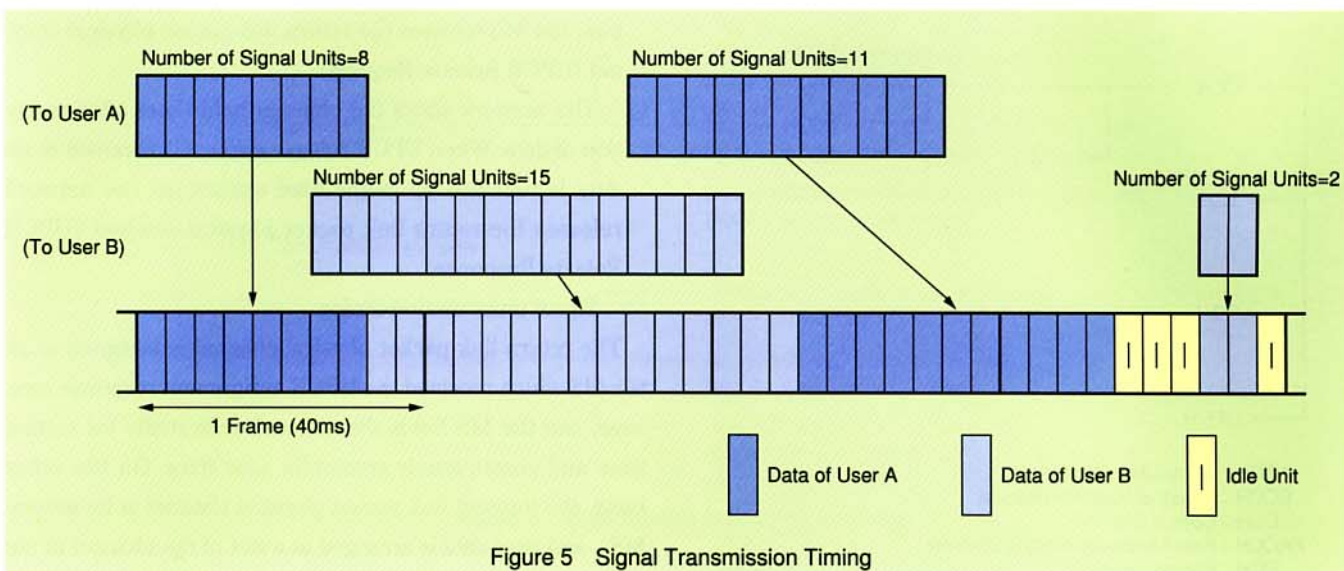 Number of Signal Units=8
Number of Signal Units=11
(To User A)
Number of Signal Units=15
Number of Signal Units=2
(To User B)
I I I I
1 Frame (40ms)
Data of User A
Data of User B
I Idle Unit
Figure 5 Signal Transmission Timing